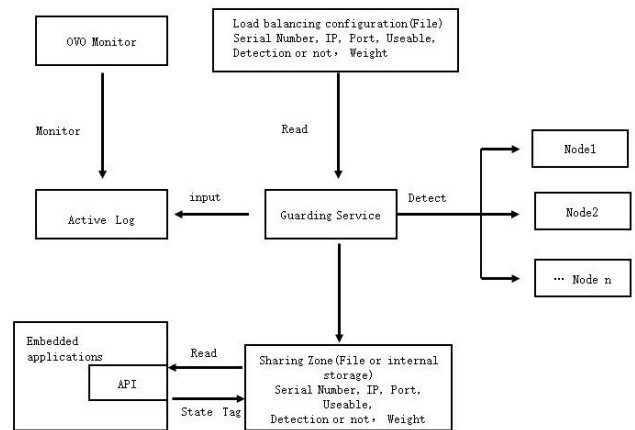 OVO Monitor
Load balancing configuration(File)
Serial Number, IP, Port, Useable,
Detection or not, Weight
Monitor
Read
Node1
input
Detect
Active Log
Guarding Service
Node2
… Node n
Embedded
applications
Read
API
State Tag
Sharing Zone(File or internal
storage)
Serial Number, IP, Port,
Useable,
Detection or not, Weight